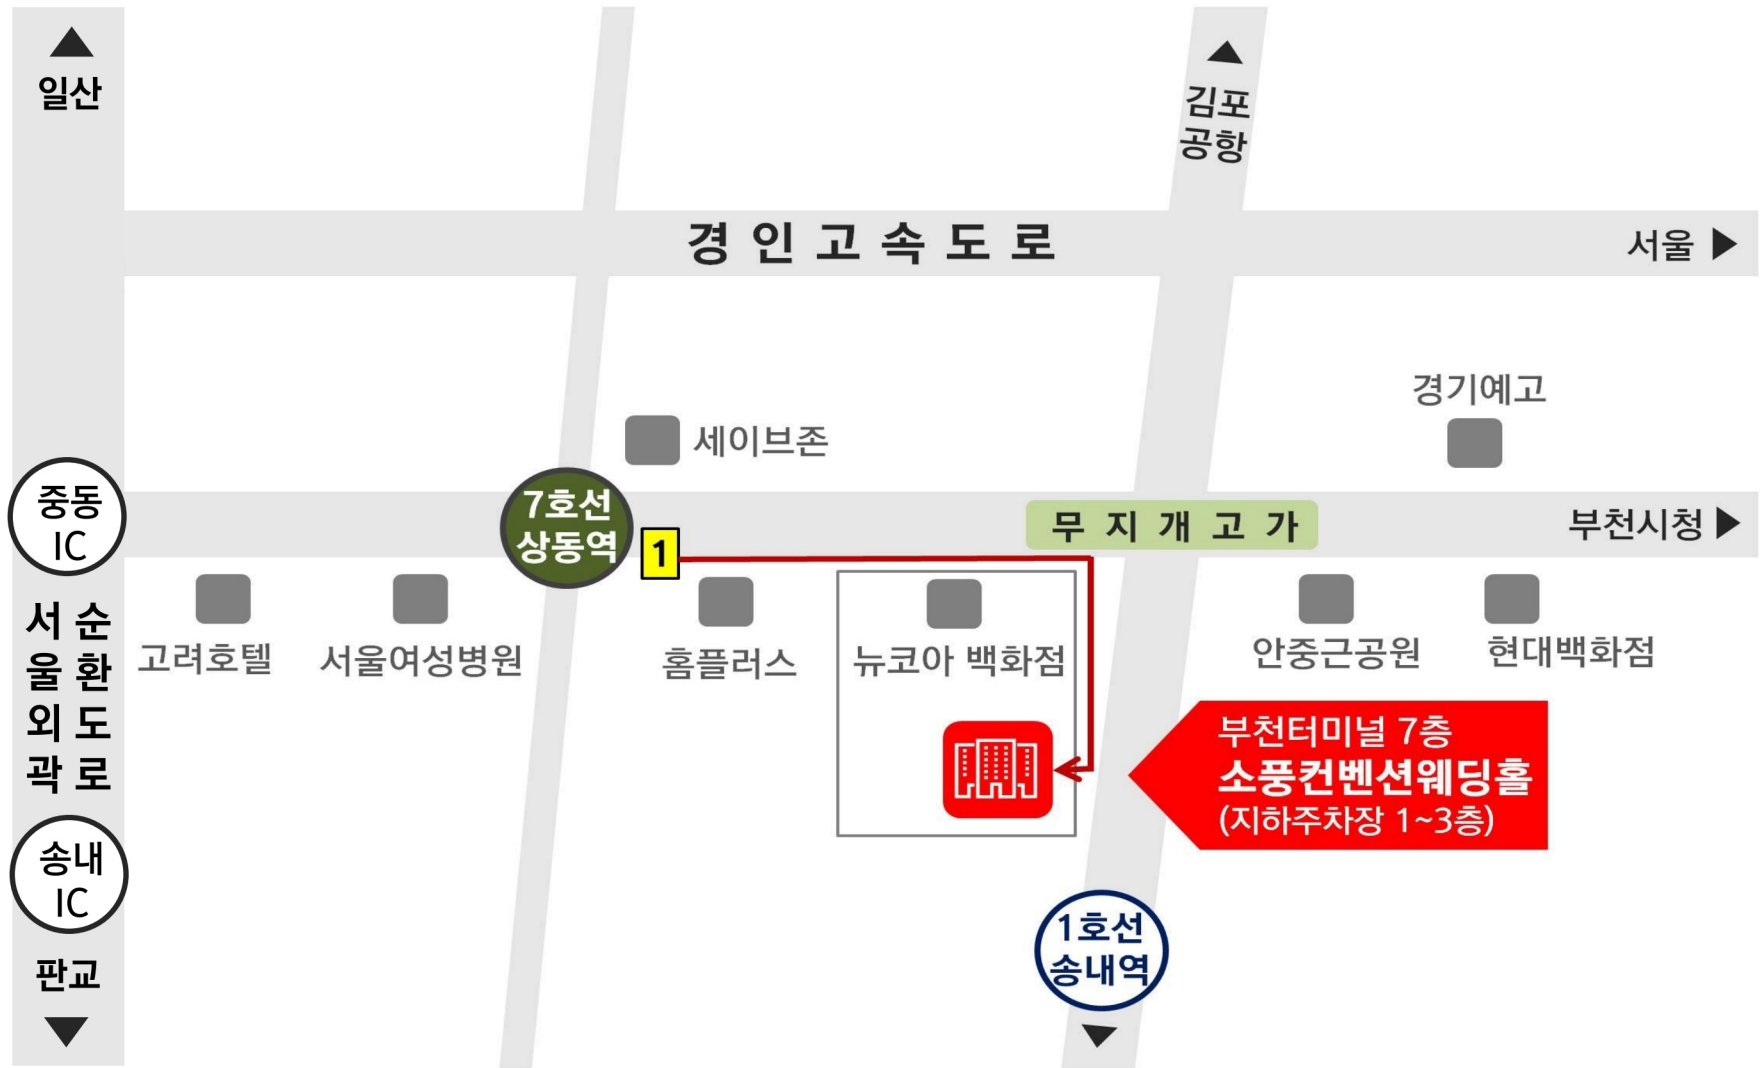 일산
김포
공항
경인고속도로
서울
경기예고
세이브존
중동
IC
7호선
상동역
1
무지개고가
부천시청
고려호텔
서울여성병원
홈플러스
뉴코아 백화점
안중근공원
현대백화점
서울외곽
순환도로
부천터미널 7층
소풍컨벤션웨딩홀
(지하주차장 1~3층)
송내
IC
1호선
송내역
판교